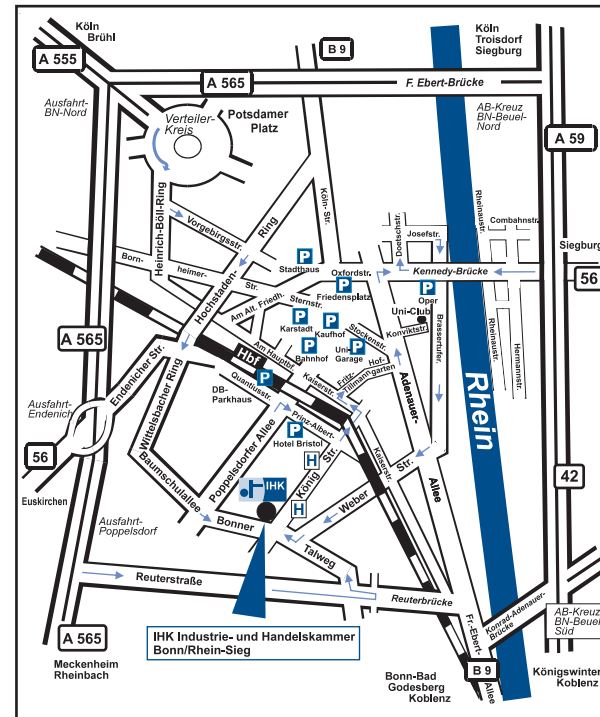 Köln
Brühl
B 9
Köln
Troisdorf
Siegburg
A 555
A 565
F. Ebert-Brücke
Ausfahrt-
BN-Nord
Verteiler-
Kreis
Potsdamer
Platz
AB-Kreuz
BN-Beuel-
Nord
A 59
Heinrich-Böll-Ring
Vorgebirgsstr.
Hochstaden-
Ring
Köln-Str.
Doetschstr.
Josefstr.
Rheinaustr.
Combahnstr.
Siegburg
56
Born-
heimer-
Str.
P
Stadthaus
Oxfordstr.
Kennedy-Brücke
P
Friedensplatz
P
Oper
Uni-Club
Konviktstr.
Brassertufer.
Rheinaustr.
Hermannstr.
Am Alt. Friedh.
Sternstr.
P
Karstadt
P
Kaufhof
Stockenstr.
P
Bahnhof
P
Uni-
Garage
Am Hauptbf.
Hbf
Kaiserstr.
Fritz-
Tillmann
Hof-
garten
Adenauer-
Allee
Rhein
A 565
Endenicher Str.
Wittelsbacher Ring
P
DB-
Parkhaus
Quantiusstr.
Prinz-Albert-
Str.
P
Hotel Bristol
Kaiserstr.
Ausfahrt-
Endenich
56
Euskirchen
Baumschulallee
Poppelsdorfer Allee
H
IHK
König
H
Weber
Str.
42
Ausfahrt-
Poppelsdorf
Bonner
Talweg
Reuterstraße
Reuterbrücke
Fr.-Ebert-
Allee
Konrad-Adenauer-
Brücke
AB-Kreuz
BN-Beuel-
Süd
A 565
Meckenheim
Rheinbach
IHK Industrie- und Handelskammer
Bonn/Rhein-Sieg
B 9
Bonn-Bad
Godesberg
Koblenz
Königswinter
Koblenz